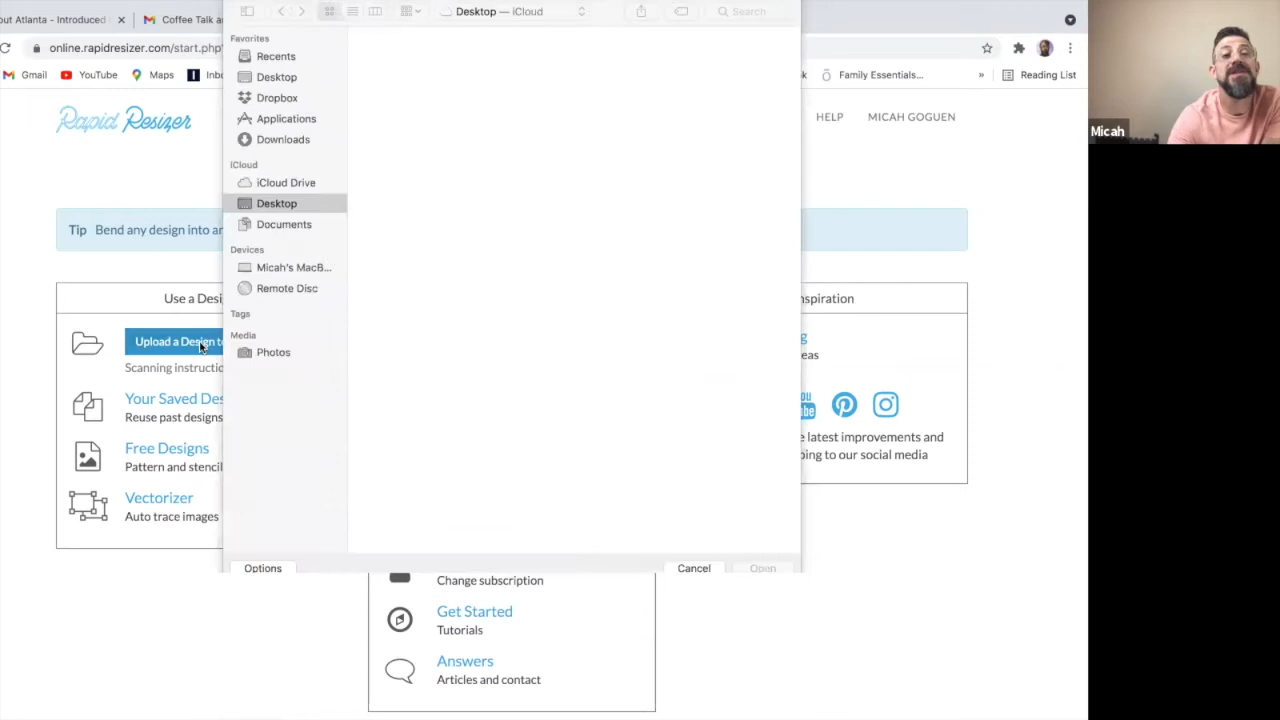 out Atlanta - Introduced
Coffee Talk a
Desktop — iCloud
Search
online.rapidresizer.com/start.php
Gmail
YouTube
Maps
Inb
Family Essentials...
»
Reading List
Favorites
Recents
Desktop
Dropbox
Applications
Downloads
iCloud
iCloud Drive
Desktop
Documents
Devices
Micah's MacB...
Remote Disc
Tags
Media
Photos
Options
Cancel
Open
Rapid Resizer
HELP
MICAH GOGUEN
Tip Bend any design into ar
Use a Desi
Upload a Design to
Scanning instructio
Your Saved Des
Reuse past designs
Free Designs
Pattern and stencil
Vectorizer
Auto trace images
nspiration
g
eas
You
Tube
e latest improvements and
ping to our social media
Change subscription
Get Started
Tutorials
Answers
Articles and contact
Micah